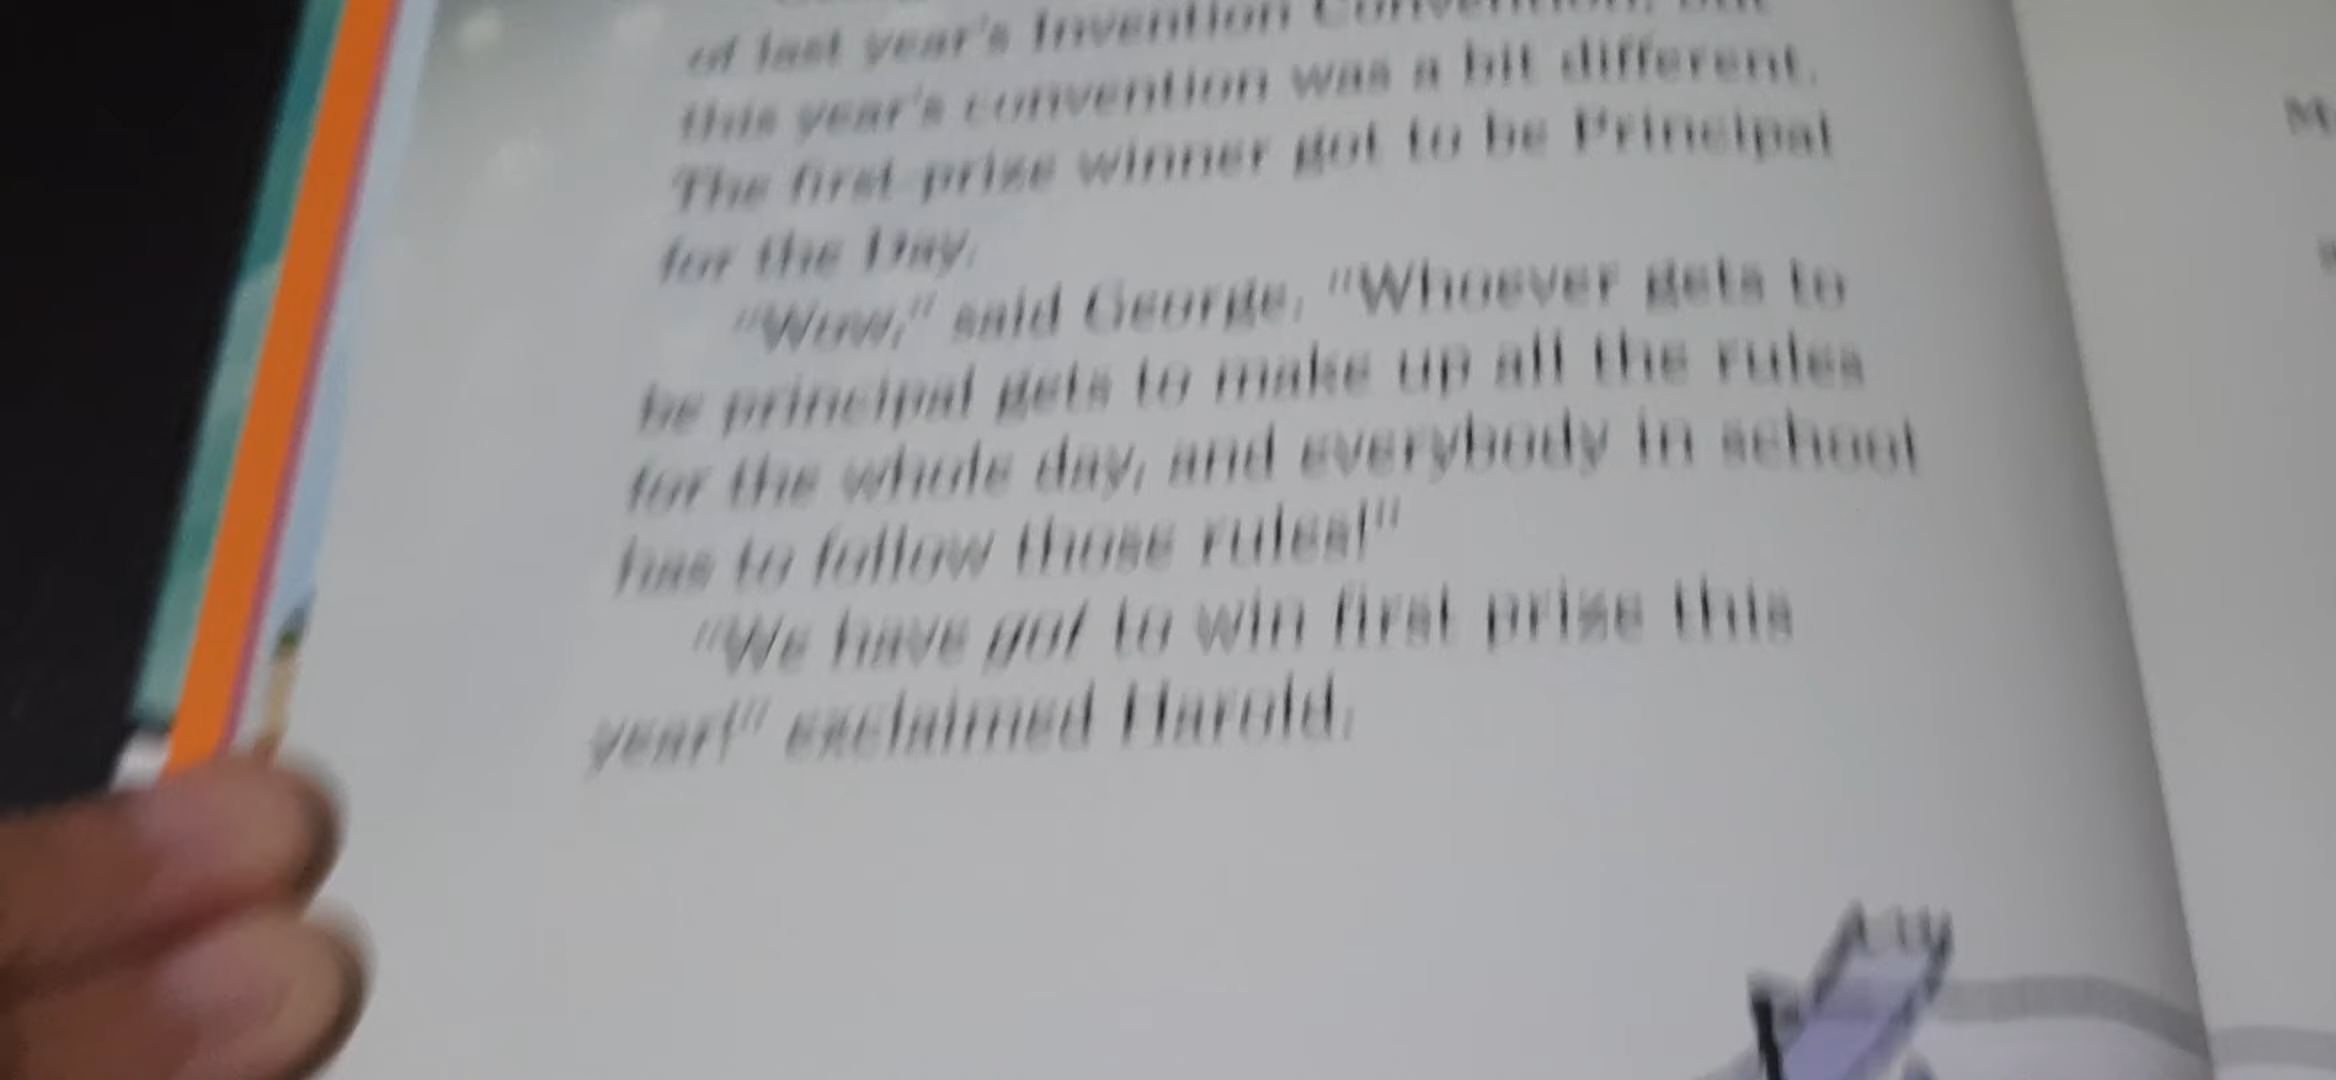 of last year's Invention Convention, but
this year's convention was a bit different.
The first-prize winner got to be Principal
for the Day.
"Wow," said George. "Whoever gets to
be principal gets to make up all the rules
for the whole day, and everybody in school
has to follow those rules!"
"We have got to win first prize this
year!" exclaimed Harold.